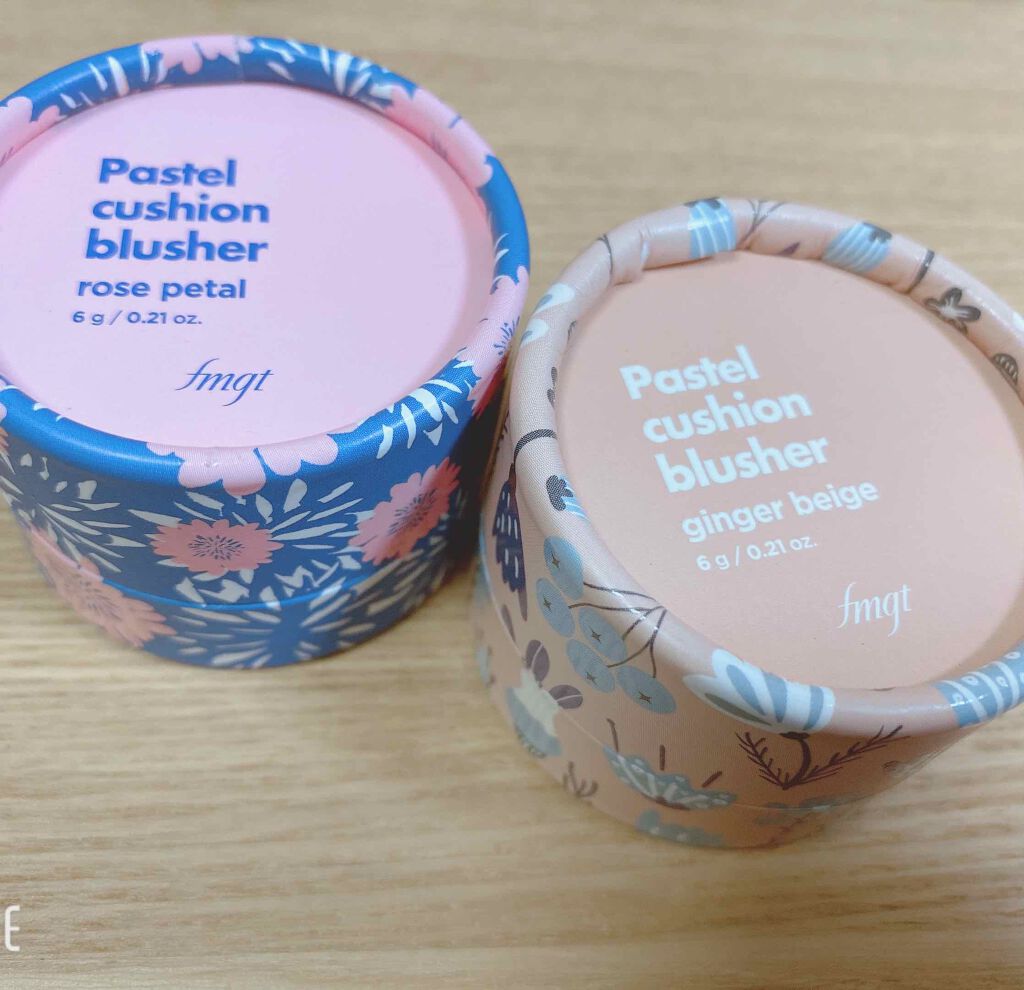 Pastel
cushion
blusher
rose petal
6 g / 0.21 oz.
fmgt
Pastel
cushion
blusher
ginger beige
6 g / 0.21 oz.
fmgt
E